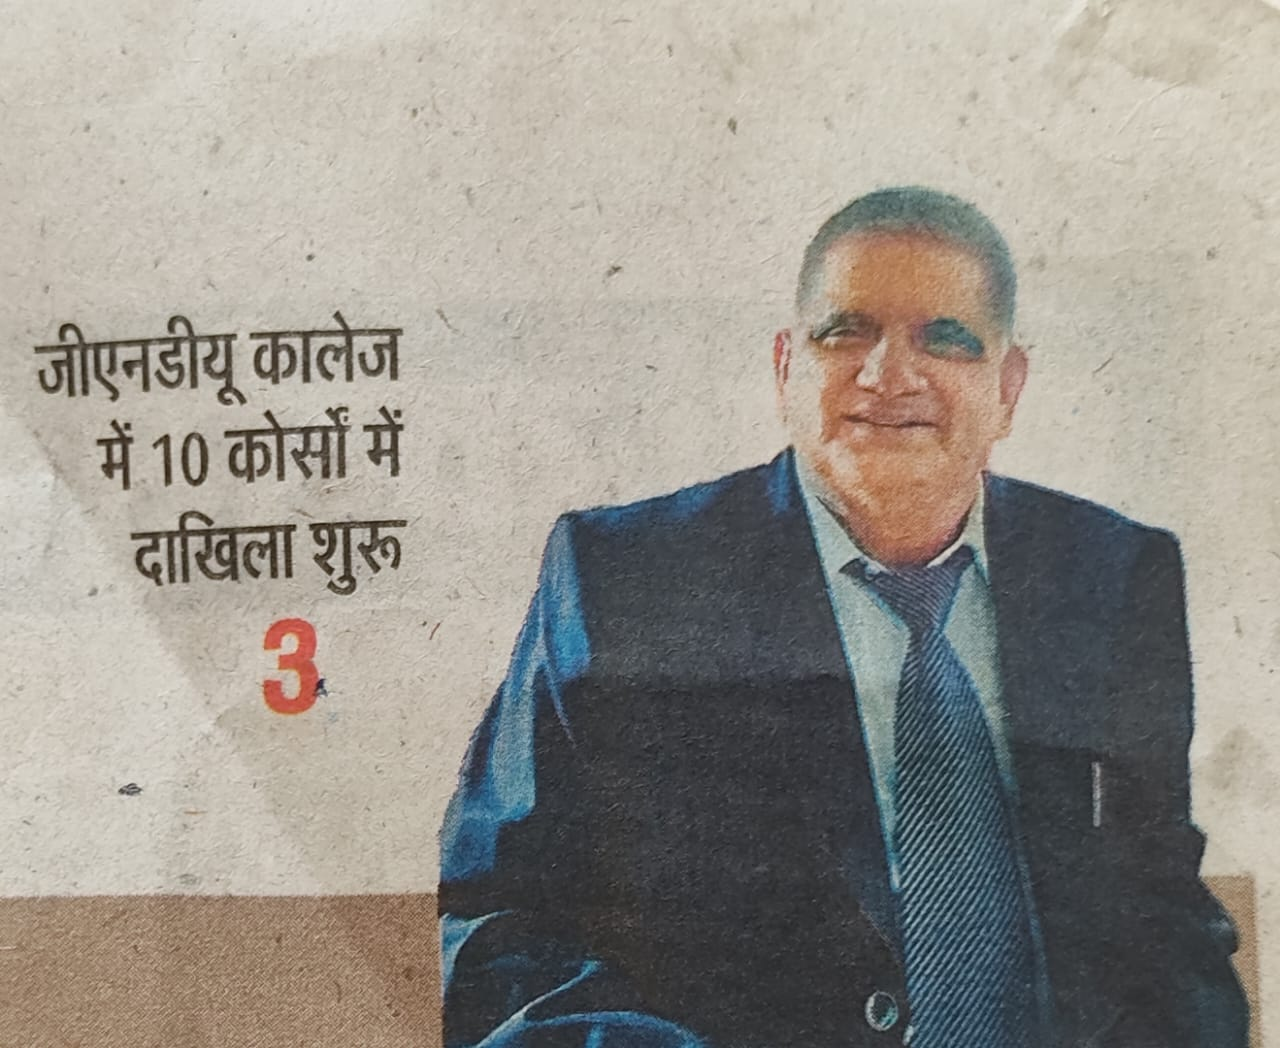 जीएनडीयू कालेज
में 10 कोर्सों में
दाखिला शुरू
3